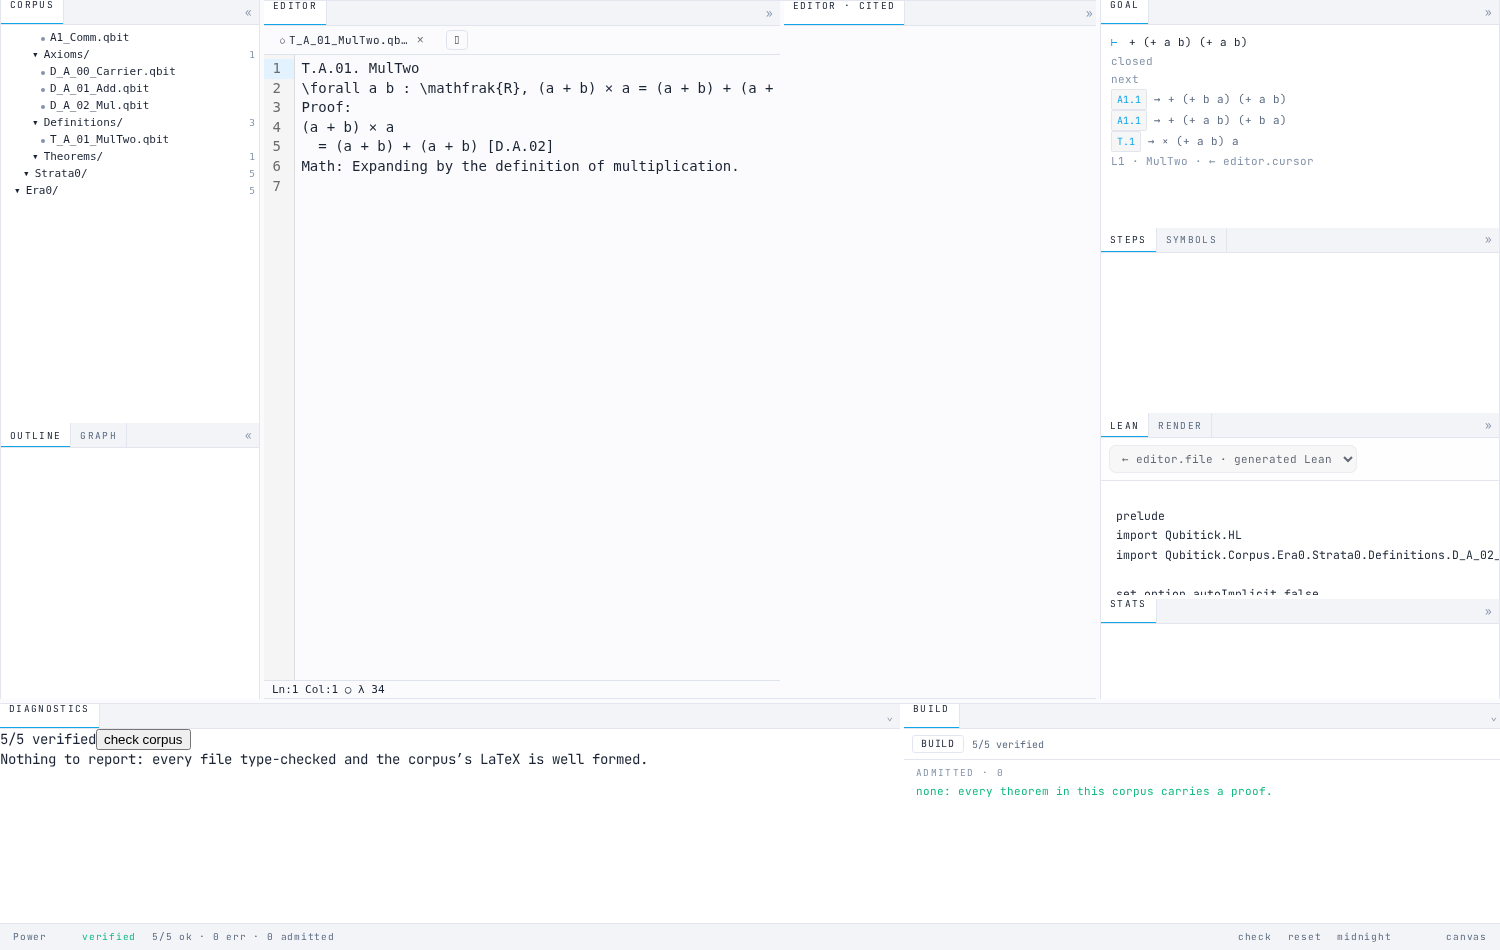 CORPUS «
A1_Comm.qbit
▾ Axioms/ 1
D_A_00_Carrier.qbit
D_A_01_Add.qbit
D_A_02_Mul.qbit
▾ Definitions/ 3
T_A_01_MulTwo.qbit
▾ Theorems/ 1
▾ Strata0/ 5
▾ Era0/ 5
OUTLINE GRAPH «
EDITOR »
○ T_A_01_MulTwo.qb… ×
1 T.A.01. MulTwo
2 \forall a b : \mathfrak{R}, (a + b) × a = (a + b) + (a +
3 Proof:
4 (a + b) × a
5 = (a + b) + (a + b) [D.A.02]
6 Math: Expanding by the definition of multiplication.
7
Ln:1 Col:1 ○ λ 34
EDITOR · CITED »
GOAL »
⊢ + (+ a b) (+ a b)
closed
next
A1.1 → + (+ b a) (+ a b)
A1.1 → + (+ a b) (+ b a)
T.1 → × (+ a b) a
L1 · MulTwo · ← editor.cursor
STEPS SYMBOLS »
LEAN RENDER »
← editor.file · generated Lean
prelude
import Qubitick.HL
import Qubitick.Corpus.Era0.Strata0.Definitions.D_A_02_
set_option autoImplicit false
STATS »
DIAGNOSTICS ⌄
5/5 verified check corpus
Nothing to report: every file type-checked and the corpus’s LaTeX is well formed.
BUILD ⌄
BUILD 5/5 verified
ADMITTED · 0
none: every theorem in this corpus carries a proof.
Power verified 5/5 ok · 0 err · 0 admitted check reset midnight canvas